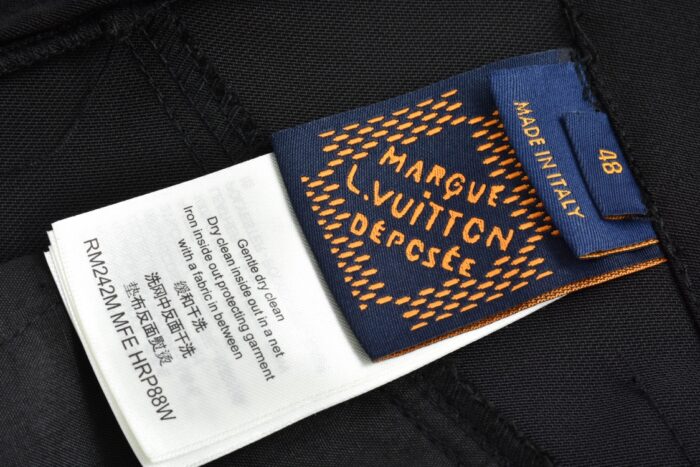 MARQUE
L.VUITTON
DÉPOSÉE
MADE IN ITALY
48
Gentle dry clean
Dry clean inside out in a net
Iron inside out protecting garment
with a fabric in between
缓和干洗
洗网中反面干洗
垫布反面熨烫
RM242M MFE HRP88W